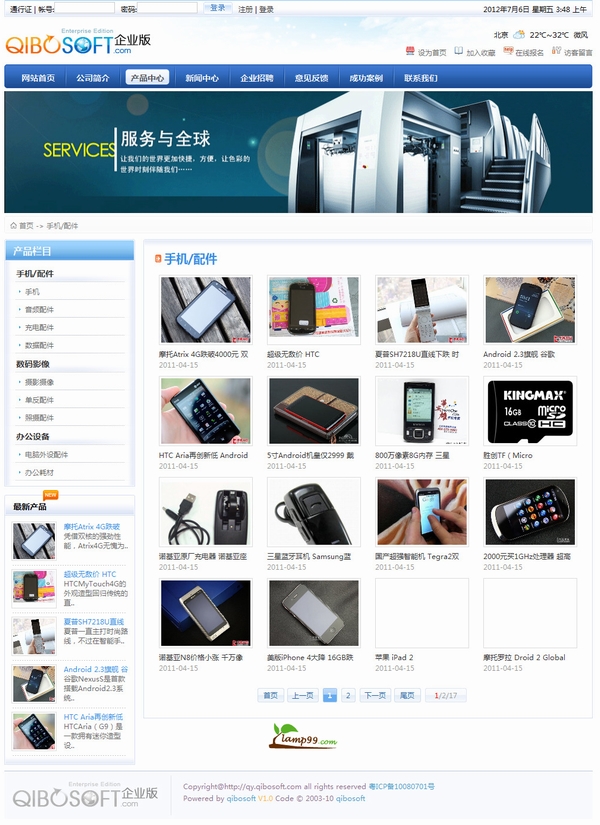 通行证 | 帐号: 密码: 登录 注册 | 登录 2012年7月6日 星期五 3:48 上午
Enterprise Edition
QIBOSOFT企业版
.com
北京 22℃~32℃ 微风
设为首页 加入收藏 在线报名 访客留言
网站首页 公司简介 产品中心 新闻中心 企业招聘 意见反馈 成功案例 联系我们
SERVICES 服务与全球
让我们的世界更加快捷，方便，让色彩的
世界时刻伴随我们······
首页 -> 手机/配件
产品栏目
手机/配件
手机
音频配件
充电配件
数据配件
数码影像
摄影摄像
单反配件
照摄配件
办公设备
电脑外设配件
办公耗材
最新产品 NEW
摩托Atrix 4G跌破
凭借双核的强劲性
能，Atrix4G无愧为..
超级无敌价 HTC
HTCMyTouch4G的
外观造型回归传统的
直..
夏普SH7218U直线
夏普一直主打时尚路
线，不过在智能手..
Android 2.3旗舰 谷
谷歌NexusS是首款
搭载Android2.3系
统..
HTC Aria再创新低
HTCAria（G9）是一
款拥有迷你造型
设..
手机/配件
摩托Atrix 4G跌破4000元 双
2011-04-15
超级无敌价 HTC
2011-04-15
夏普SH7218U直线下跌 时
2011-04-15
Android 2.3旗舰 谷歌
2011-04-15
KINGMAX
16GB micro SD HC
CLASS
HTC Aria再创新低 Android
2011-04-15
5寸Android机量仅2999 戴
2011-04-15
800万像素8G内存 三星
2011-04-15
胜创TF（Micro
2011-04-15
诺基亚原厂充电器 诺基亚座
2011-04-15
三星蓝牙耳机 Samsung蓝
2011-04-15
国产超强智能机 Tegra2双
2011-04-15
2000元买1GHz处理器 超高
2011-04-15
诺基亚N8价格小涨 千万像
2011-04-15
美版iPhone 4大降 16GB跌
2011-04-15
苹果 iPad 2
2011-04-15
摩托罗拉 Droid 2 Global
2011-04-15
首页 上一页 1 2 下一页 尾页 1/2/17
lamp99.com
Enterprise Edition
QIBOSOFT企业版
.com
Copyright@http://qy.qibosoft.com all rights reserved 粤ICP备10080701号
Powered by qibosoft V1.0 Code © 2003-10 qibosoft